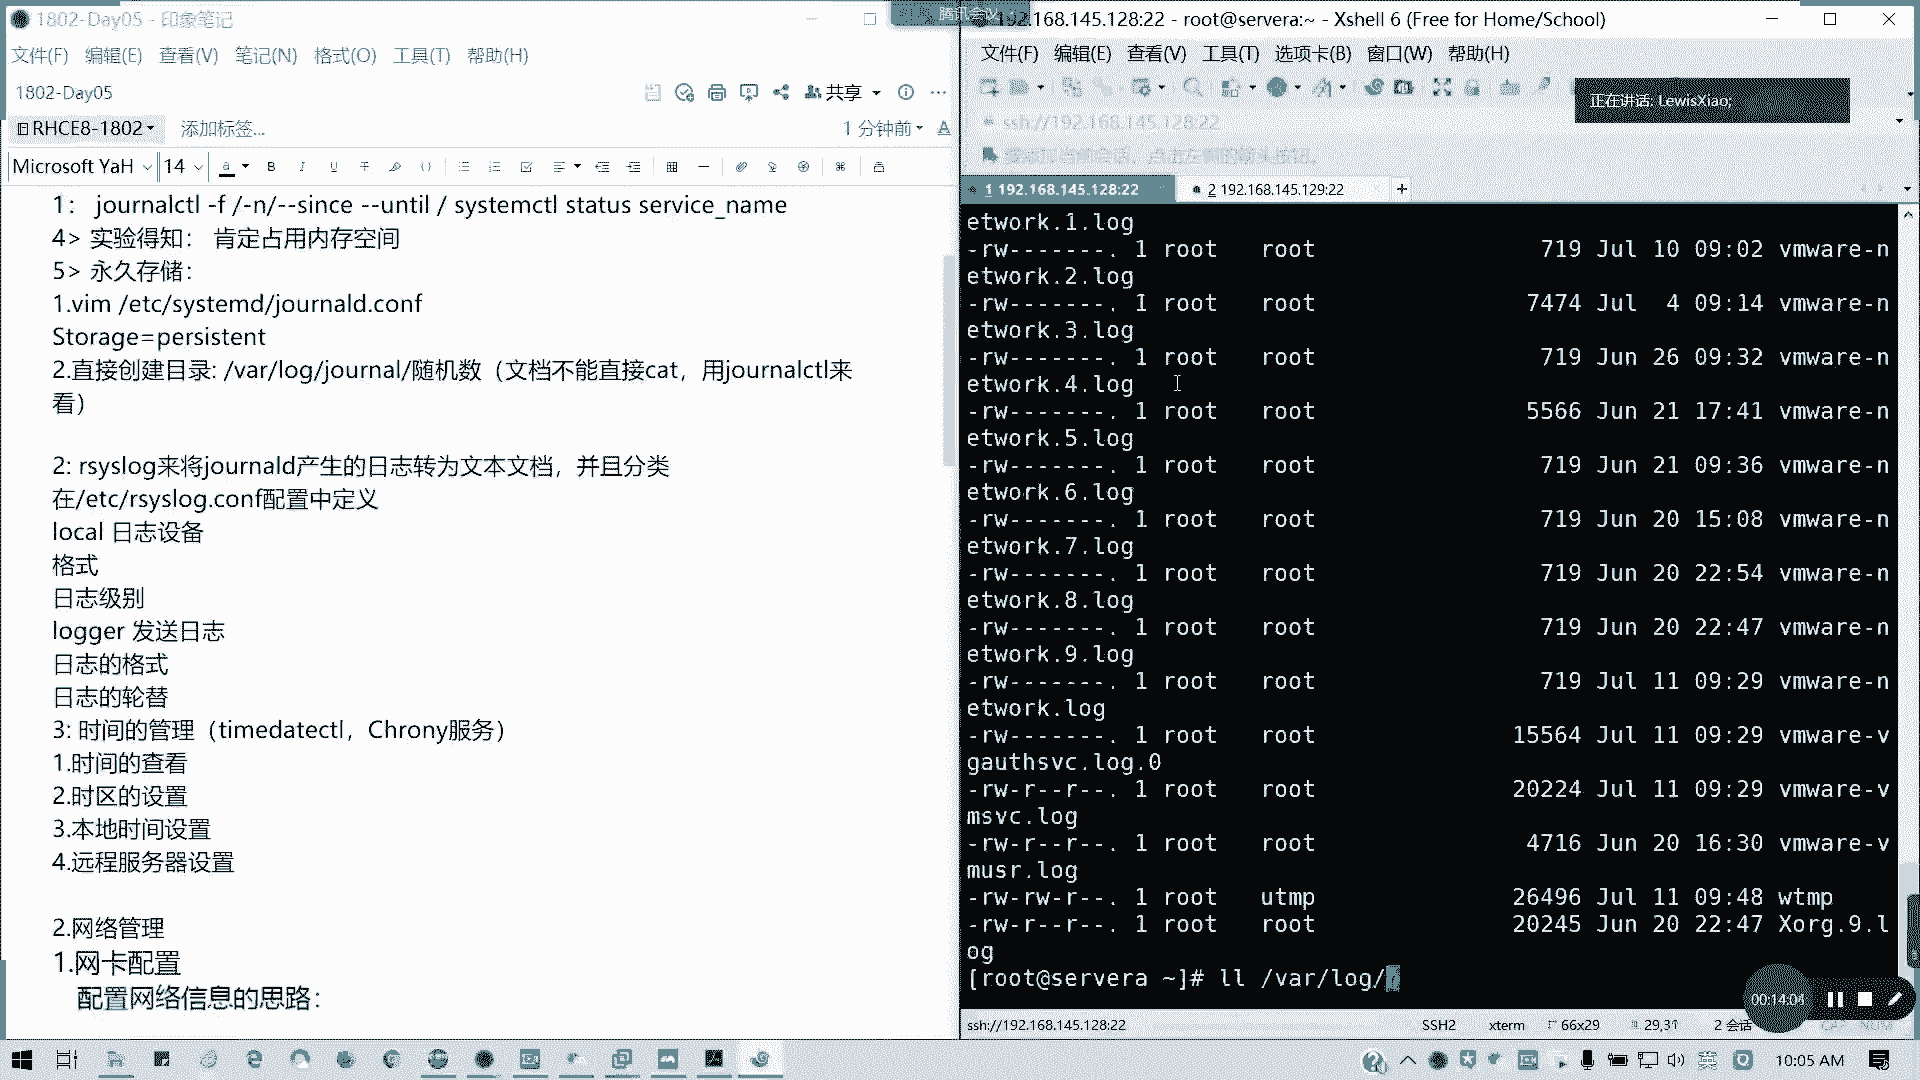 1802-Day05 - 印象笔记
文件(F) 编辑(E) 查看(V) 笔记(N) 格式(O) 工具(T) 帮助(H)
1802-Day05
共享
RHCE8-1802
添加标签...
1 分钟前
Microsoft YaH
14
1： journalctl -f /-n/--since --until / systemctl status service_name
4> 实验得知： 肯定占用内存空间
5> 永久存储：
1.vim /etc/systemd/journald.conf
Storage=persistent
2.直接创建目录: /var/log/journal/随机数（文档不能直接cat，用journalctl来
看）
2: rsyslog来将journald产生的日志转为文本文档，并且分类
在/etc/rsyslog.conf配置中定义
local 日志设备
格式
日志级别
logger 发送日志
日志的格式
日志的轮替
3: 时间的管理（timedatectl，Chrony服务）
1.时间的查看
2.时区的设置
3.本地时间设置
4.远程服务器设置
2.网络管理
1.网卡配置
配置网络信息的思路：
腾讯会议
192.168.145.128:22 - root@servera:~ - Xshell 6 (Free for Home/School)
文件(F) 编辑(E) 查看(V) 工具(T) 选项卡(B) 窗口(W) 帮助(H)
正在讲话: LewisXiao;
ssh://192.168.145.128:22
要添加当前会话，点击左侧的箭头按钮。
1 192.168.145.128:22
2 192.168.145.129:22
etwork.1.log
-rw-------. 1 root root 719 Jul 10 09:02 vmware-n
etwork.2.log
-rw-------. 1 root root 7474 Jul 4 09:14 vmware-n
etwork.3.log
-rw-------. 1 root root 719 Jun 26 09:32 vmware-n
etwork.4.log
-rw-------. 1 root root 5566 Jun 21 17:41 vmware-n
etwork.5.log
-rw-------. 1 root root 719 Jun 21 09:36 vmware-n
etwork.6.log
-rw-------. 1 root root 719 Jun 20 15:08 vmware-n
etwork.7.log
-rw-------. 1 root root 719 Jun 20 22:54 vmware-n
etwork.8.log
-rw-------. 1 root root 719 Jun 20 22:47 vmware-n
etwork.9.log
-rw-------. 1 root root 719 Jul 11 09:29 vmware-n
etwork.log
-rw-------. 1 root root 15564 Jul 11 09:29 vmware-v
gauthsvc.log.0
-rw-r--r--. 1 root root 20224 Jul 11 09:29 vmware-v
msvc.log
-rw-r--r--. 1 root root 4716 Jun 20 16:30 vmware-v
musr.log
-rw-rw-r--. 1 root utmp 26496 Jul 11 09:48 wtmp
-rw-r--r--. 1 root root 20245 Jun 20 22:47 Xorg.9.l
og
[root@servera ~]# ll /var/log/
00:14:04
ssh://192.168.145.128:22
SSH2
xterm
66x29
29,31
2 会话
CAP NUM
英
10:05 AM